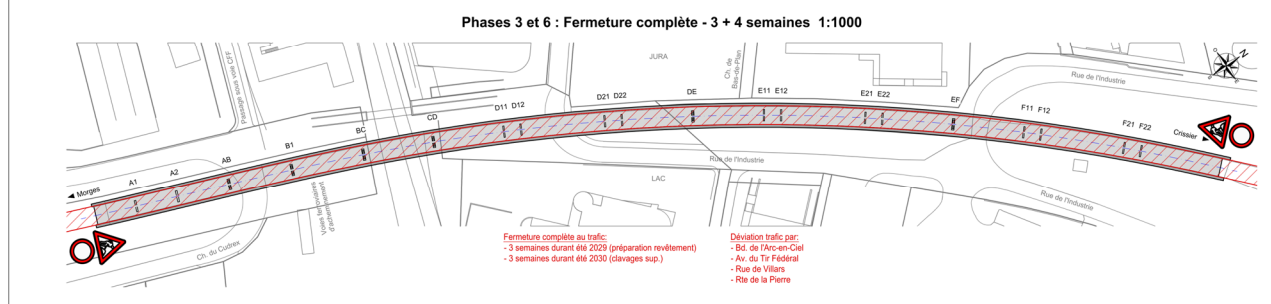 Phases 3 et 6 : Fermeture complète - 3 + 4 semaines 1:1000
JURA
Ch. de
Bas-de-Plan
Rue de l'Industrie
N
O
E
S
Passage sous voie CFF
D11 D12
D21 D22
DE
E11 E12
E21 E22
EF
F11 F12
F21 F22
Crissier
CD
BC
B1
AB
A2
A1
Morges
Rue de l'Industrie
LAC
Rue de l'Industrie
Voies ferroviaires
d'acheminement
Ch. du Cudrex
Fermeture complète au trafic:
- 3 semaines durant été 2029 (préparation revêtement)
- 3 semaines durant été 2030 (clavages sup.)
Déviation trafic par:
- Bd. de l'Arc-en-Ciel
- Av. du Tir Fédéral
- Rue de Villars
- Rte de la Pierre